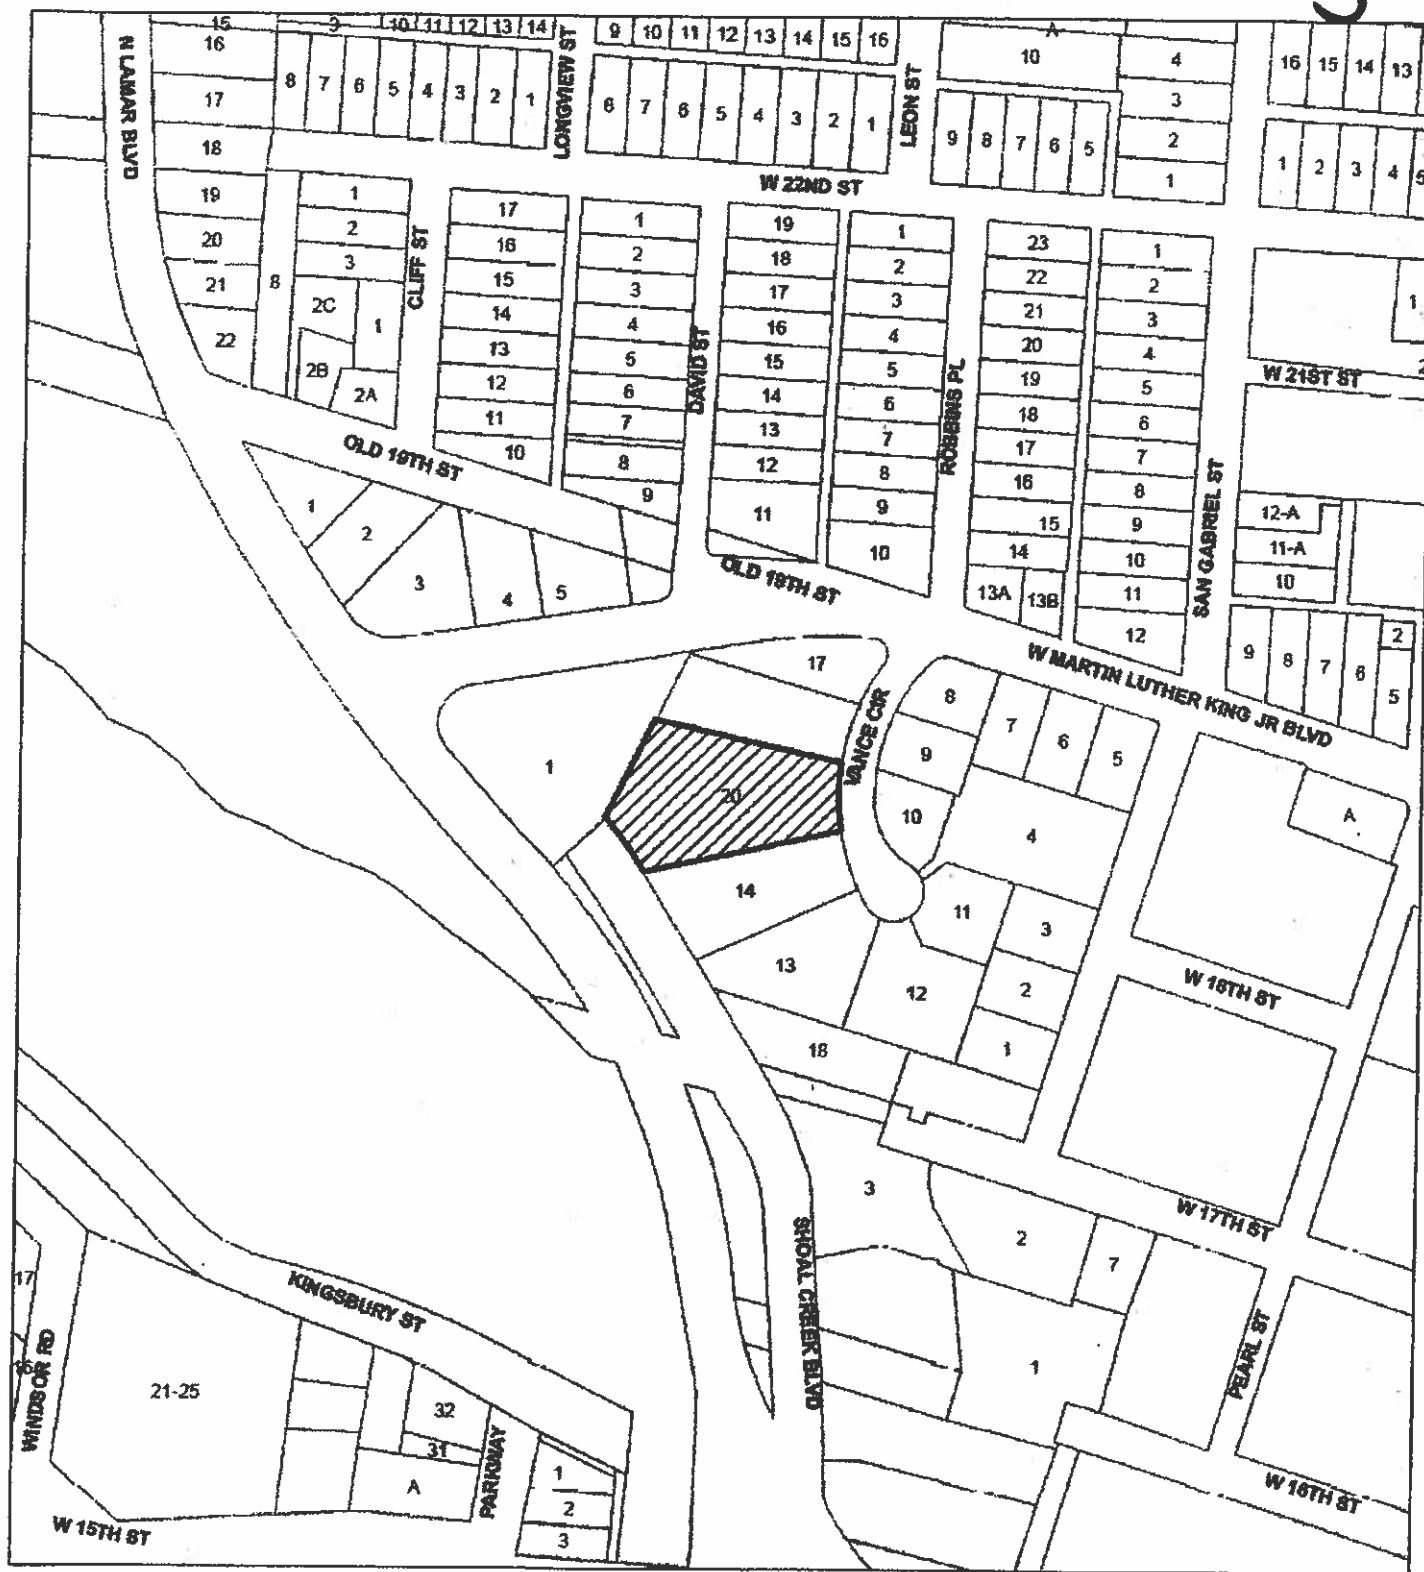 15 9 10 11 12 13 14 9 10 11 12 13 14 15 16 A
16 10 4 16 15 14 13
8 7 6 5 4 3 2 1 8 7 6 5 4 3 2 1
17 3
9 8 7 6 5 2 1 2 3 4 5
18 1
N LAMAR BLVD
LONGVIEW ST
LEON ST
W 22ND ST
19 1 17 1 19 1 23 1
20 2 16 2 18 2 22 2
21 8 3 15 3 17 3 21 3 1
22 2C 1 14 4 16 4 20 4
2B 13 5 15 5 19 5
2A 12 6 14 6 18 6
11 7 13 7 17 7
10 8 12 8 16 8
9 11 9 15 9
10 14 10
13A 13B 11
12
CLIFF ST
DAVID ST
ROBBINS PL
SAN GABRIEL ST
W 21ST ST
12-A
11-A
10
9 8 7 6 5 2
OLD 19TH ST
1 2 3 4 5
OLD 19TH ST
W MARTIN LUTHER KING JR BLVD
17
VANCE CIR
8 7 6 5
9
1 20 10 4 A
14 11 3
13 12 2
18 1
W 18TH ST
3 2 7
W 17TH ST
1
SHOAL CREEK BLVD
PEARL ST
W 16TH ST
KINGSBURY ST
17
WINDSOR RD
21-25
32
31
A
PARKWAY
1
2
3
W 15TH ST